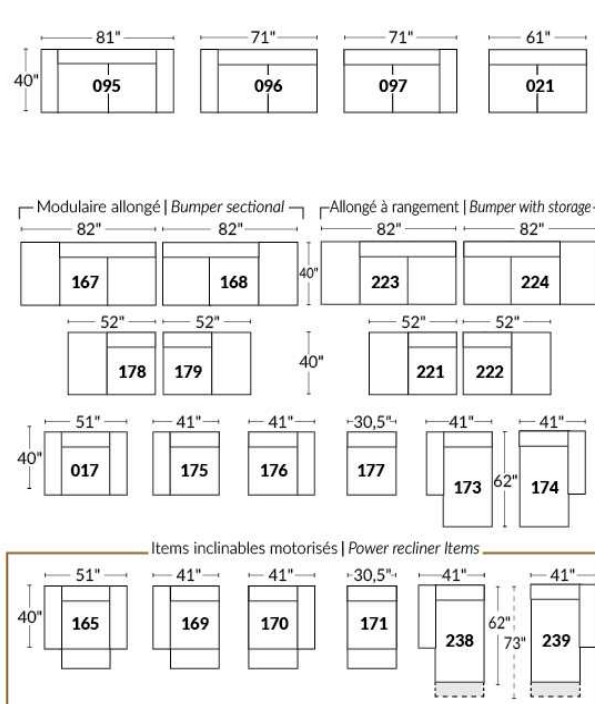 81" 71" 71" 61"
40" 095 096 097 021
Modulaire allongé | Bumper sectional Allongé à rangement | Bumper with storage
82" 82" 82" 82"
167 168 40" 223 224
52" 52" 52" 52"
178 179 40" 221 222
51" 41" 41" 30,5" 41" 41"
40" 017 175 176 177 173 62" 174
Items inclinables motorisés | Power recliner Items
51" 41" 41" 30,5" 41" 41"
40" 165 169 170 171 238 62" 73" 239